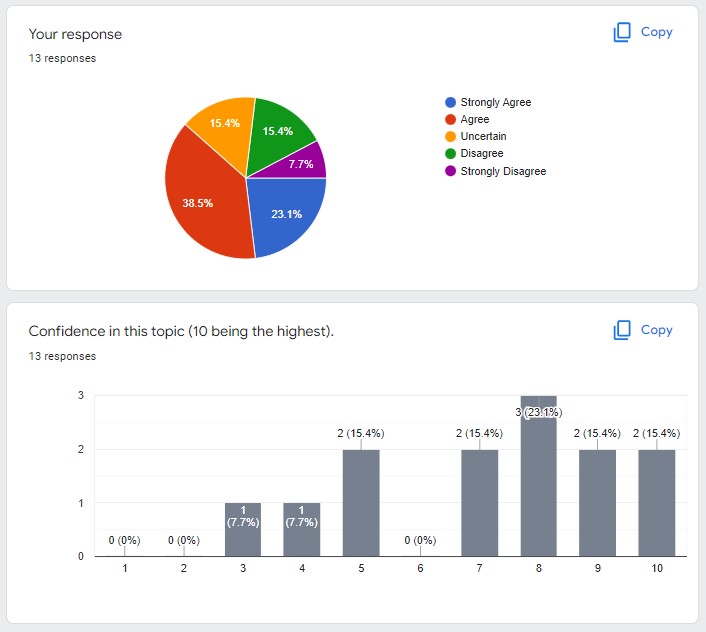 Your response
Copy
13 responses
Strongly Agree
Agree
Uncertain
Disagree
Strongly Disagree
15.4%
15.4%
7.7%
38.5%
23.1%
Confidence in this topic (10 being the highest).
Copy
13 responses
3
2
1
0
0 (0%)
0 (0%)
1
(7.7%)
1
(7.7%)
2 (15.4%)
0 (0%)
2 (15.4%)
3 (23.1%)
2 (15.4%)
2 (15.4%)
1 2 3 4 5 6 7 8 9 10